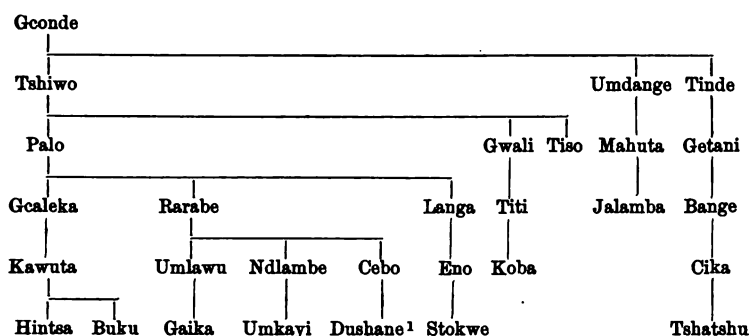 Gconde
Tshiwo Umdange Tinde
Palo Gwali Tiso Mahuta Getani
Gcaleka Rarabe Langa Titi Jalamba Bange
Kawuta Umlawu Ndlambe Cebo Eno Koba Cika
Hintsa Buku Gaika Umkayi Dushane¹ Stokwe Tshatshu